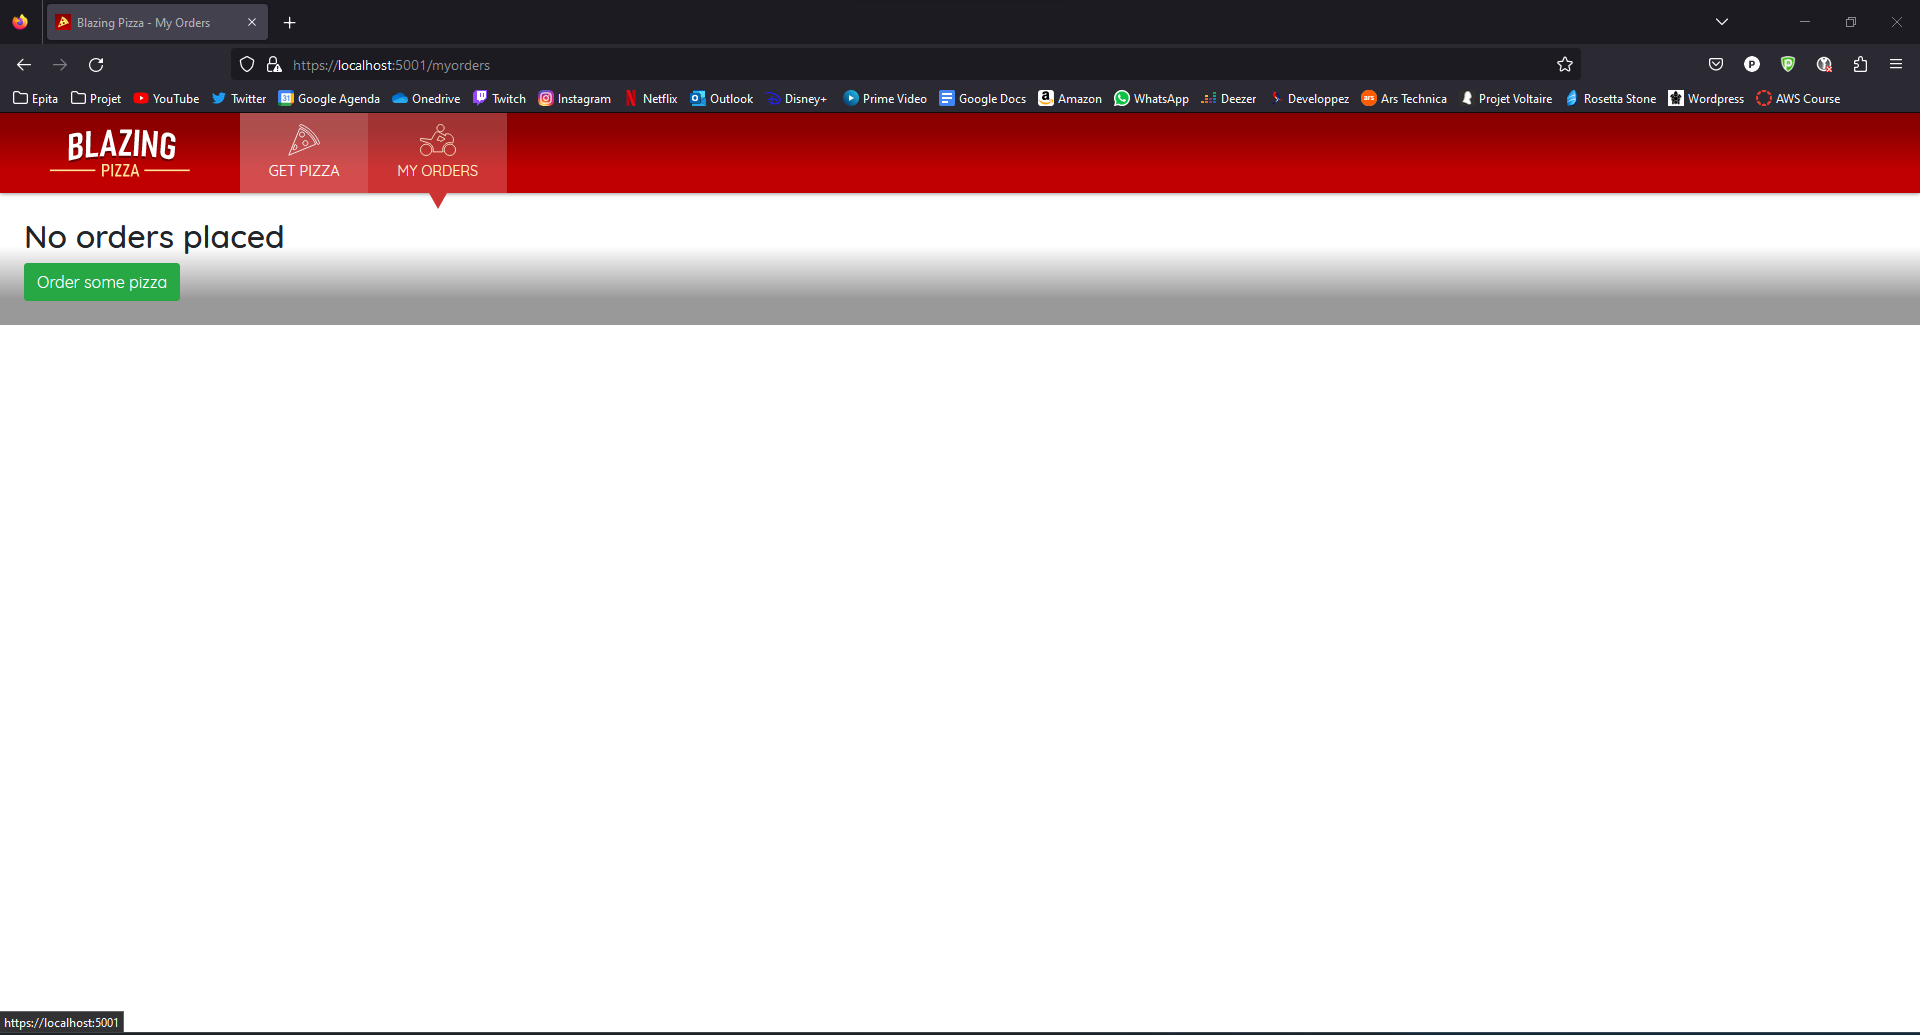 Blazing Pizza - My Orders
https://localhost:5001/myorders
Epita Projet YouTube Twitter 31 Google Agenda Onedrive Twitch Instagram Netflix Outlook Disney+ Prime Video Google Docs Amazon WhatsApp Deezer Developpez ars Ars Technica Projet Voltaire Rosetta Stone Wordpress AWS Course
BLAZING
PIZZA
GET PIZZA
MY ORDERS
No orders placed
Order some pizza
https://localhost:5001